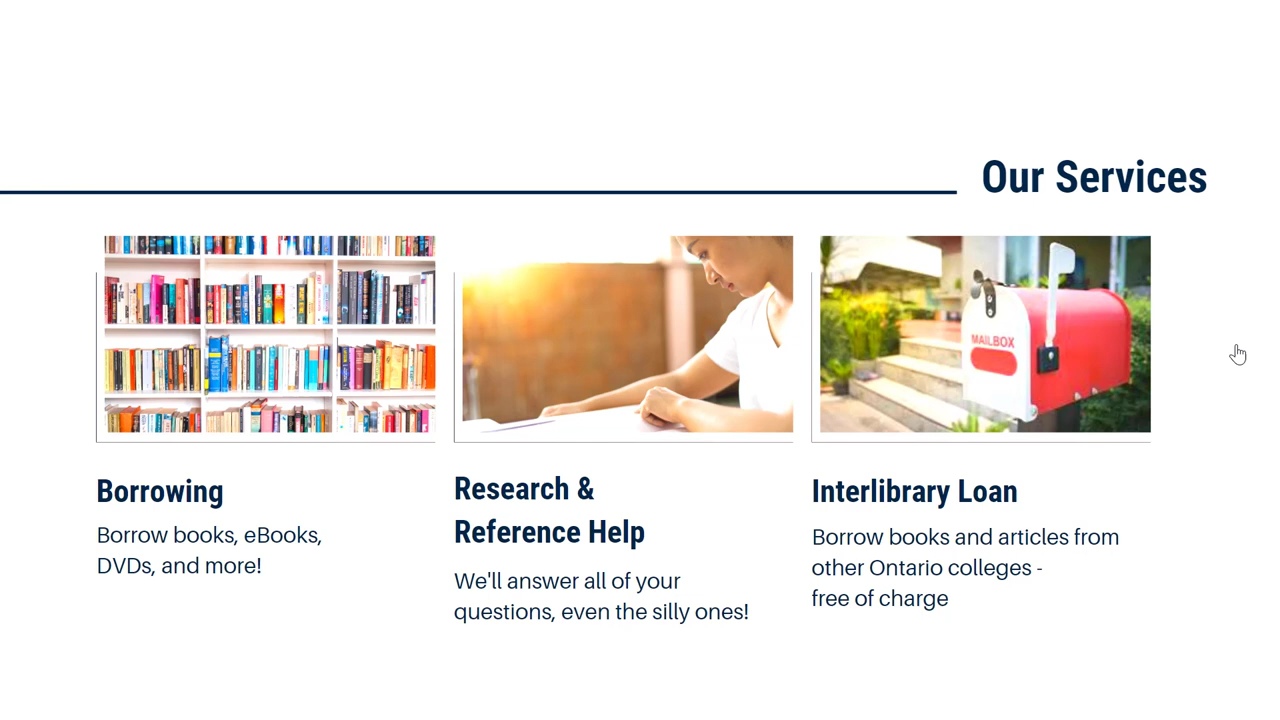 Our Services
MAILBOX
Borrowing
Borrow books, eBooks,
DVDs, and more!
Research &
Reference Help
We'll answer all of your
questions, even the silly ones!
Interlibrary Loan
Borrow books and articles from
other Ontario colleges -
free of charge